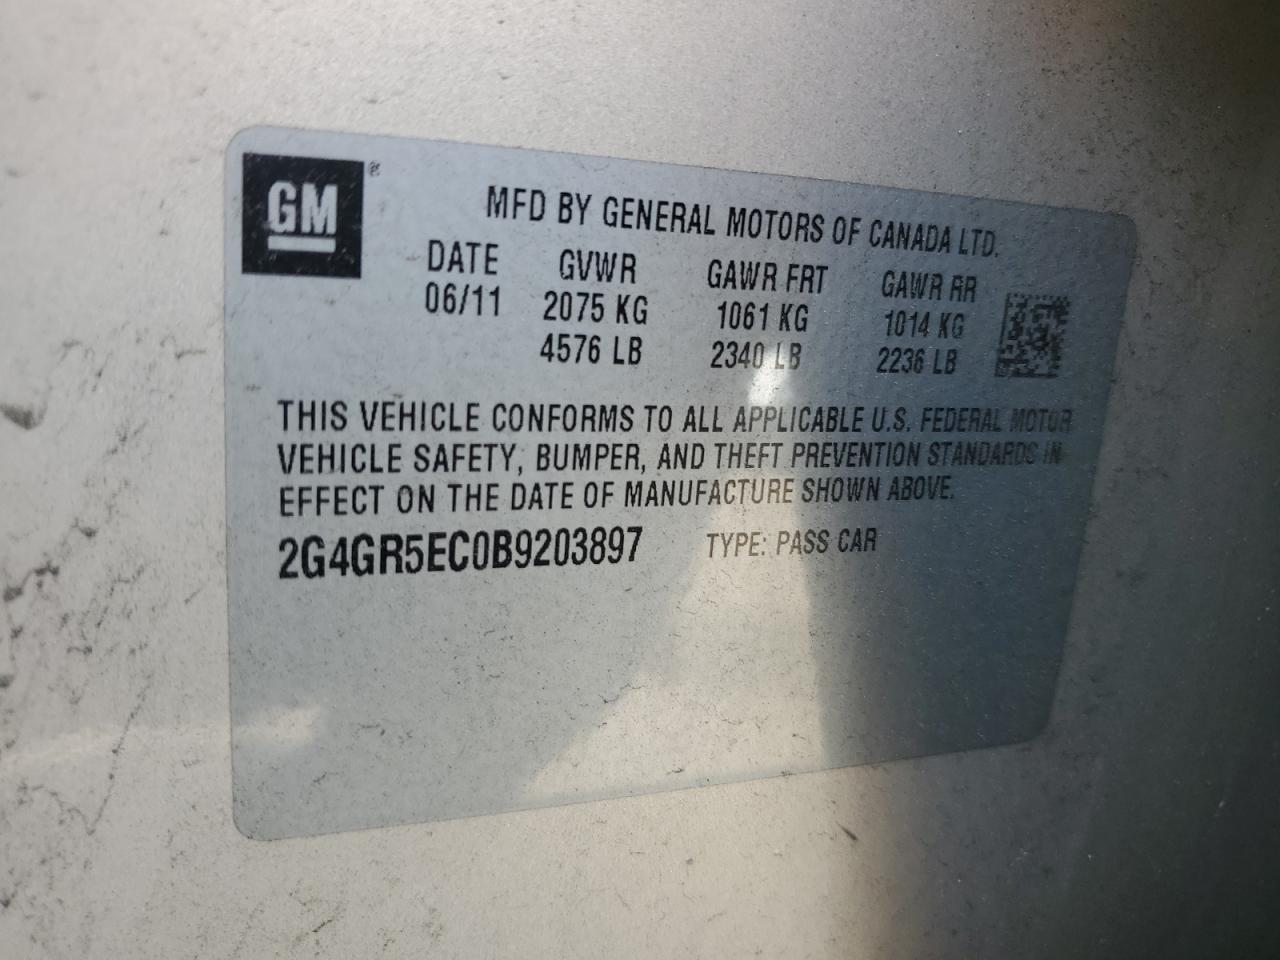 GM ®
MFD BY GENERAL MOTORS OF CANADA LTD.
DATE GVWR GAWR FRT GAWR RR
06/11 2075 KG 1061 KG 1014 KG
4576 LB 2340 LB 2236 LB
THIS VEHICLE CONFORMS TO ALL APPLICABLE U.S. FEDERAL MOTOR
VEHICLE SAFETY, BUMPER, AND THEFT PREVENTION STANDARDS IN
EFFECT ON THE DATE OF MANUFACTURE SHOWN ABOVE.
2G4GR5EC0B9203897 TYPE: PASS CAR